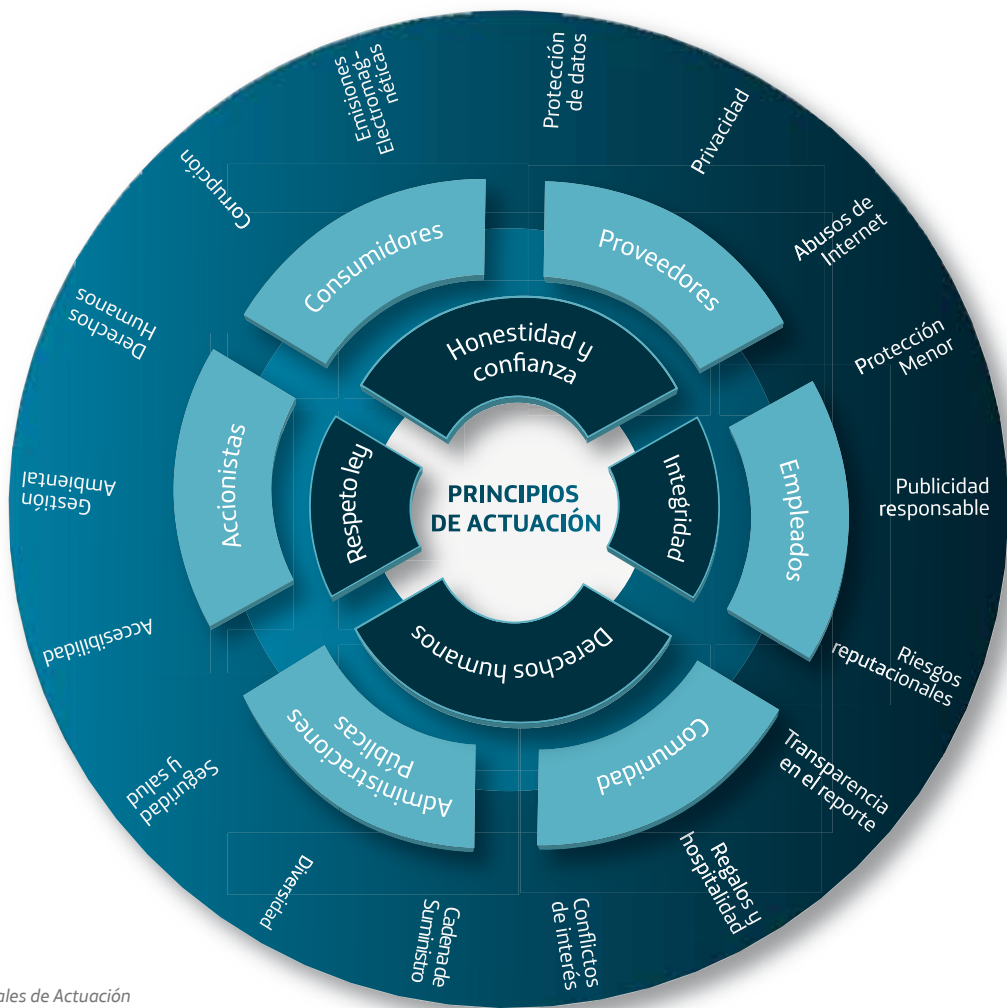 PRINCIPIOS
DE ACTUACIÓN
Honestidad y
confianza
Integridad
Derechos humanos
Respeto ley
Consumidores
Proveedores
Empleados
Comunidad
Administraciones
Públicas
Accionistas
Emisiones
Electromag-
néticas
Protección
de datos
Privacidad
Abusos de
Internet
Protección
Menor
Publicidad
responsable
Riesgos
reputacionales
Transparencia
en el reporte
Regalos y
hospitalidad
Conflictos
de interés
Cadena de
Suministro
Diversidad
Seguridad
y salud
Accesibilidad
Gestión
Ambiental
Derechos
Humanos
Corrupción
ales de Actuación